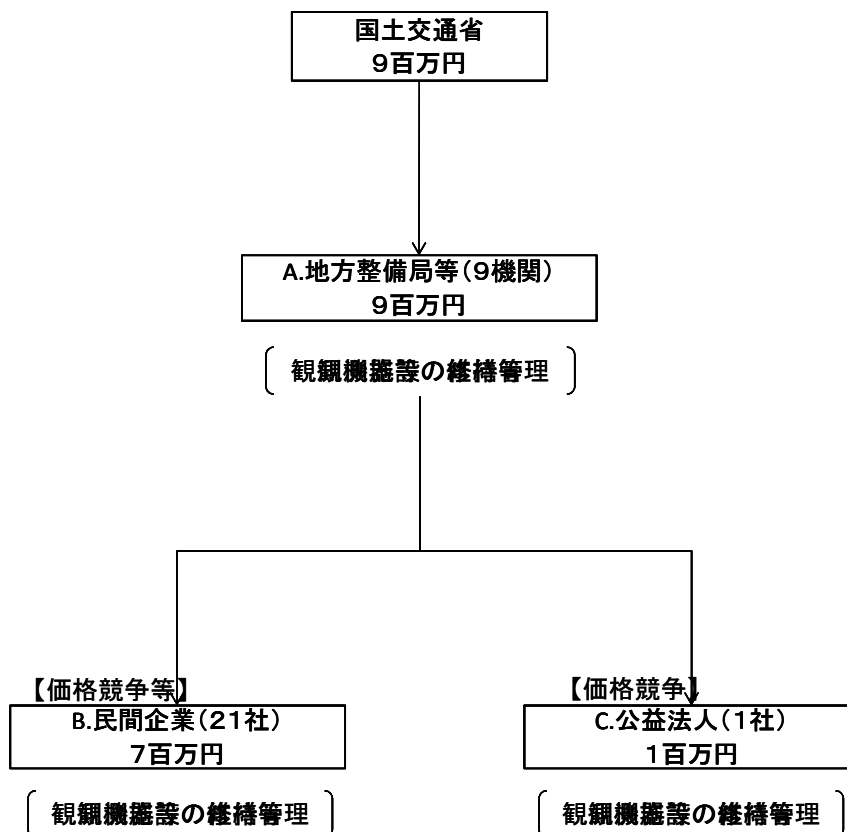 国土交通省
9百万円
A.地方整備局等（9機関）
9百万円
【価格競争等】
B.民間企業（21社）
7百万円
【価格競争】
C.公益法人（1社）
1百万円